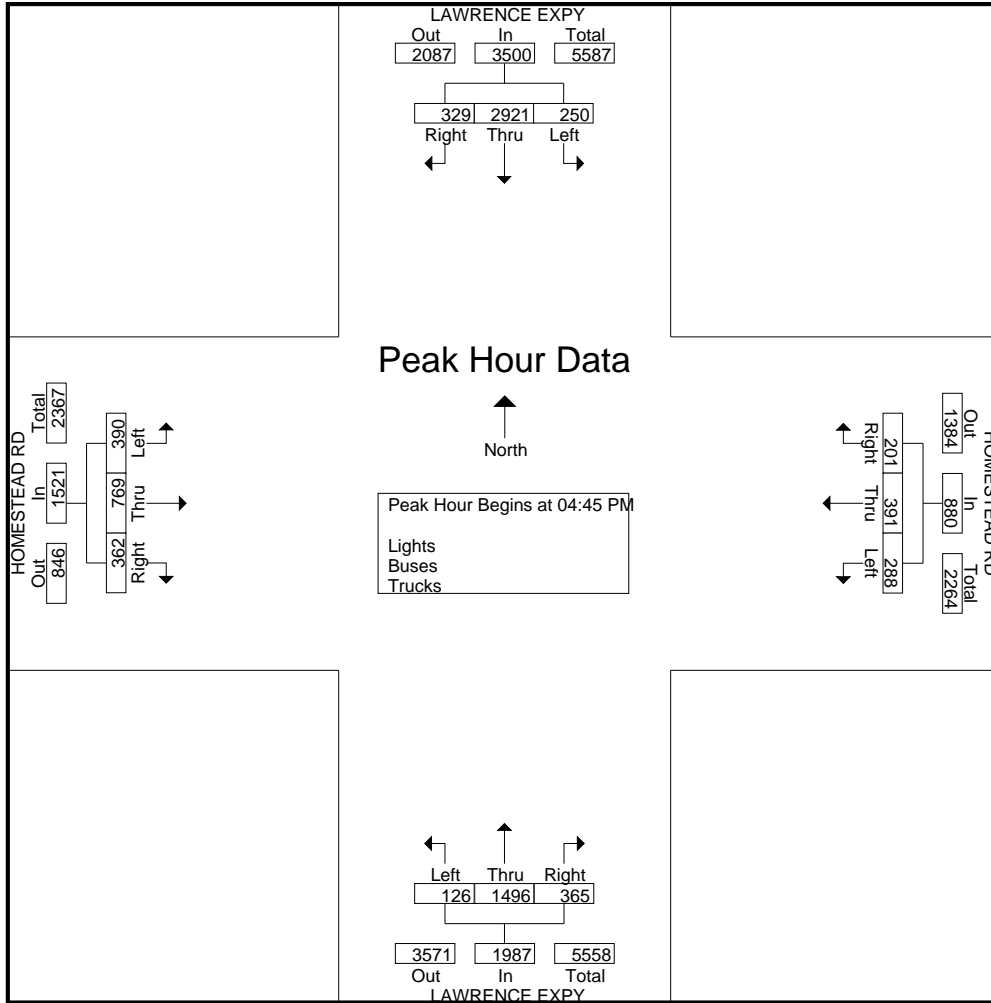 LAWRENCE EXPY
Out In Total
2087 3500 5587
329 2921 250
Right Thru Left
Peak Hour Data
North
Peak Hour Begins at 04:45 PM
Lights
Buses
Trucks
HOMESTEAD RD
Out In Total
846 1521 2367
390 769 362
Left Thru Right
HOMESTEAD RD
Out In Total
1384 880 2264
201 391 288
Right Thru Left
Left Thru Right
126 1496 365
3571 1987 5558
Out In Total
LAWRENCE EXPY